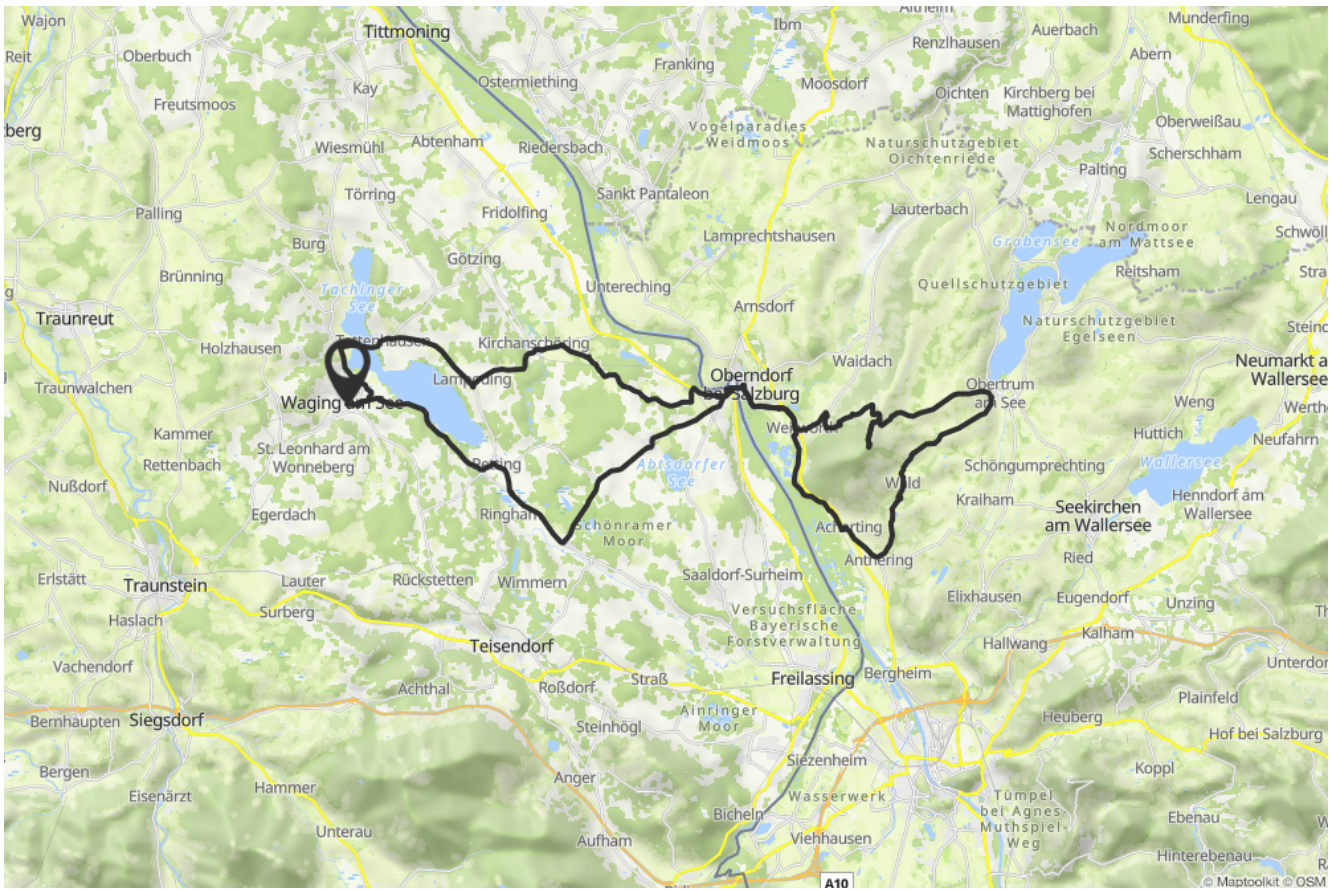 Wajon
Reit
Oberbuch
Tittmoning
Ibm
Renzlhausen
Auerbach
Munderfing
Abern
Franking
Moosdorf
Oichten
Kirchberg bei
Mattighofen
Oberweißau
Scherschham
Freutsmoos
Kay
Ostermiething
berg
Wiesmühl
Abtenham
Riedersbach
Vogelparadies
Weidmoos
Naturschutzgebiet
Oichtenriede
Palting
Lengau
Törring
Sankt Pantaleon
Palling
Fridolfing
Lauterbach
Burg
Lamprechtshausen
Grabensee
Nordmoor
am Mattsee
Schwöll
Götzing
Brünning
Untereching
Quellschutzgebiet
Reitsham
Stra
Tachinger
See
Arnsdorf
Traunreut
Naturschutzgebiet
Egelseen
Steindo
Holzhausen
Tettenhausen
Kirchanschöring
Waidach
Neumarkt a
Wallersee
Traunwalchen
Lampoding
Oberndorf
bei Salzburg
Obertrum
am See
Waging am See
Weng
Werthe
Kammer
Weitwörth
Huttich
Neufahrn
St. Leonhard am
Wonneberg
Rettenbach
Petting
Abtsdorfer
See
Schöngumprechting
Wallersee
Nußdorf
Wald
Kraiham
Henndorf am
Wallersee
Egerdach
Ringham
Schönramer
Moor
Acharting
Seekirchen
am Wallersee
Anthering
Ried
Erlstätt
Traunstein
Lauter
Rückstetten
Wimmern
Saaldorf-Surheim
Elixhausen
Eugendorf
Unzing
Surberg
Haslach
Versuchsfläche
Bayerische
Forstverwaltung
Hallwang
Kalham
Teisendorf
Unterdor
Vachendorf
Achthal
Roßdorf
Straß
Freilassing
Bergheim
Plainfeld
Bernhaupten
Siegsdorf
Steinhögl
Ainringer
Moor
Heuberg
Hof bei Salzburg
Bergen
Anger
Siezenheim
Koppl
Eisenärzt
Hammer
Wasserwerk
Tümpel
bei Agnes
Muthspiel-
Weg
Bicheln
Ebenau
Unterau
Aufham
Viehhausen
Hinterebenau
A10
© Maptoolkit © OSM